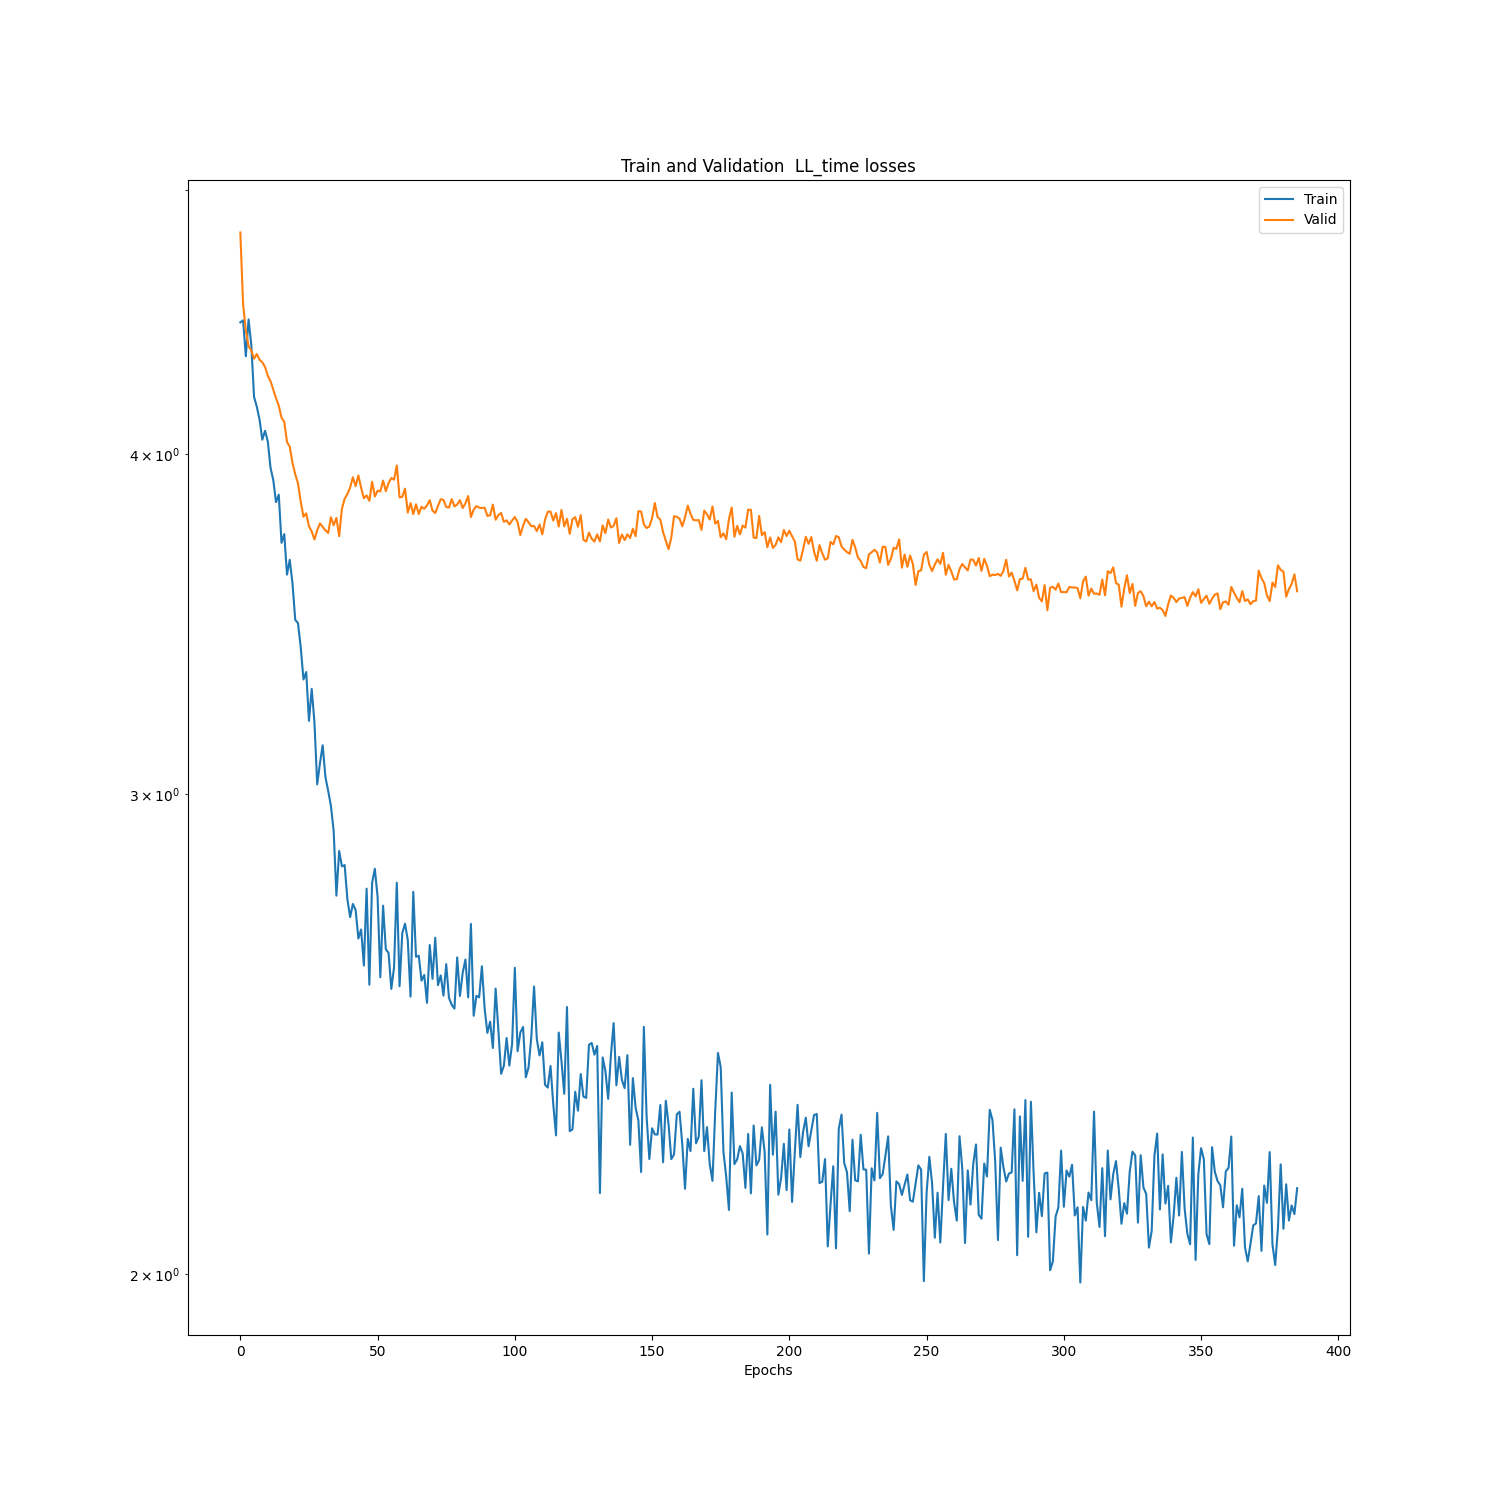 Train and Validation  LL_time losses
Train
Valid
4 × 10⁰
3 × 10⁰
2 × 10⁰
0 50 100 150 200 250 300 350 400
Epochs